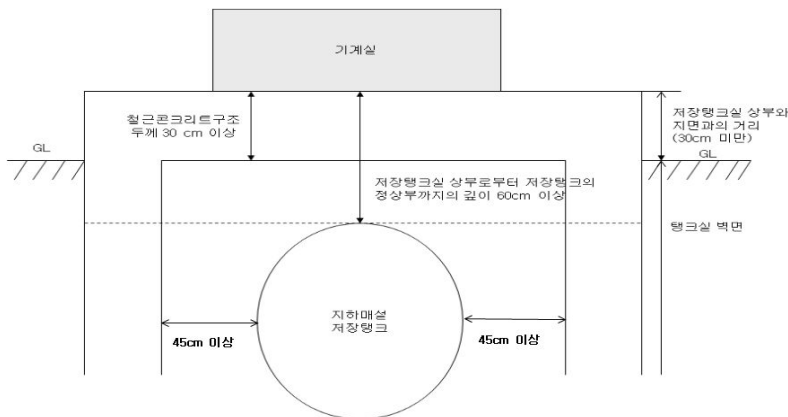 기계실
철근콘크리트구조
두께 30 cm 이상
저장탱크실 상부와
지면과의 거리
(30cm 미만)
GL
GL
저장탱크실 상부로부터 저장탱크의
정상부까지의 깊이 60cm 이상
탱크실 벽면
지하매설
저장탱크
45cm 이상
45cm 이상